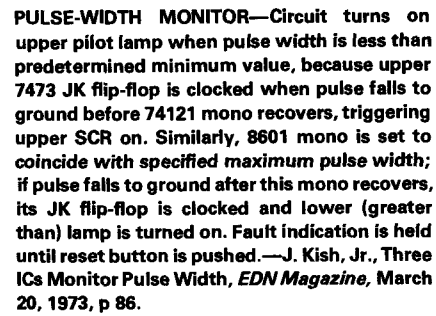 PULSE-WIDTH MONITOR—Circuit turns on
upper pilot lamp when pulse width is less than
predetermined minimum value, because upper
7473 JK flip-flop is clocked when pulse falls to
ground before 74121 mono recovers, triggering
upper SCR on. Similarly, 8601 mono is set to
coincide with specified maximum pulse width;
if pulse falls to ground after this mono recovers,
its JK flip-flop is clocked and lower (greater
than) lamp is turned on. Fault indication is held
until reset button is pushed.—J. Kish, Jr., Three
ICs Monitor Pulse Width, EDN Magazine, March
20, 1973, p 86.